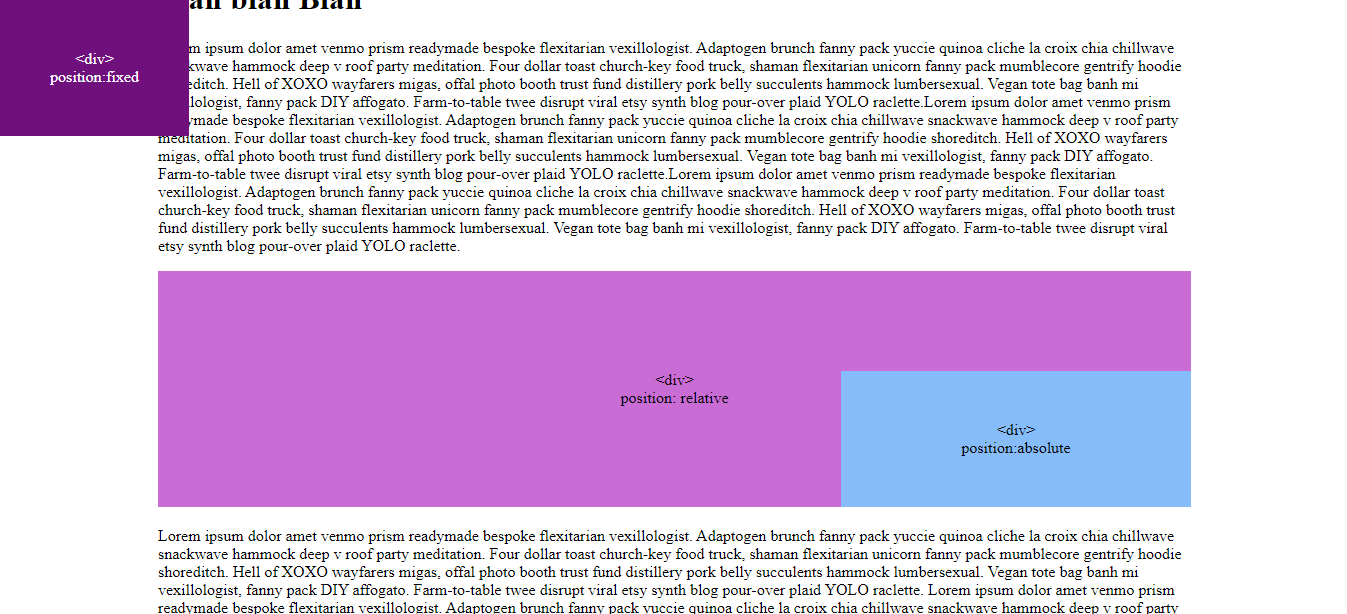 blah Blah
<div>
position:fixed
ipsum dolor amet venmo prism readymade bespoke flexitarian vexillologist. Adaptogen brunch fanny pack yuccie quinoa cliche la croix chia chillwave
hammock deep v roof party meditation. Four dollar toast church-key food truck, shaman flexitarian unicorn fanny pack mumblecore gentrify hoodie
Hell of XOXO wayfarers migas, offal photo booth trust fund distillery pork belly succulents hammock lumbersexual. Vegan tote bag banh mi
fanny pack DIY affogato. Farm-to-table twee disrupt viral etsy synth blog pour-over plaid YOLO raclette.Lorem ipsum dolor amet venmo prism
bespoke flexitarian vexillologist. Adaptogen brunch fanny pack yuccie quinoa cliche la croix chia chillwave snackwave hammock deep v roof party
meditation. Four dollar toast church-key food truck, shaman flexitarian unicorn fanny pack mumblecore gentrify hoodie shoreditch. Hell of XOXO wayfarers
migas, offal photo booth trust fund distillery pork belly succulents hammock lumbersexual. Vegan tote bag banh mi vexillologist, fanny pack DIY affogato.
Farm-to-table twee disrupt viral etsy synth blog pour-over plaid YOLO raclette.Lorem ipsum dolor amet venmo prism readymade bespoke flexitarian
vexillologist. Adaptogen brunch fanny pack yuccie quinoa cliche la croix chia chillwave snackwave hammock deep v roof party meditation. Four dollar toast
church-key food truck, shaman flexitarian unicorn fanny pack mumblecore gentrify hoodie shoreditch. Hell of XOXO wayfarers migas, offal photo booth trust
fund distillery pork belly succulents hammock lumbersexual. Vegan tote bag banh mi vexillologist, fanny pack DIY affogato. Farm-to-table twee disrupt viral
etsy synth blog pour-over plaid YOLO raclette.
<div>
position: relative
<div>
position:absolute
Lorem ipsum dolor amet venmo prism readymade bespoke flexitarian vexillologist. Adaptogen brunch fanny pack yuccie quinoa cliche la croix chia chillwave
snackwave hammock deep v roof party meditation. Four dollar toast church-key food truck, shaman flexitarian unicorn fanny pack mumblecore gentrify hoodie
shoreditch. Hell of XOXO wayfarers migas, offal photo booth trust fund distillery pork belly succulents hammock lumbersexual. Vegan tote bag banh mi
vexillologist, fanny pack DIY affogato. Farm-to-table twee disrupt viral etsy synth blog pour-over plaid YOLO raclette. Lorem ipsum dolor amet venmo prism
readymade bespoke flexitarian vexillologist. Adaptogen brunch fanny pack yuccie quinoa cliche la croix chia chillwave snackwave hammock deep v roof party